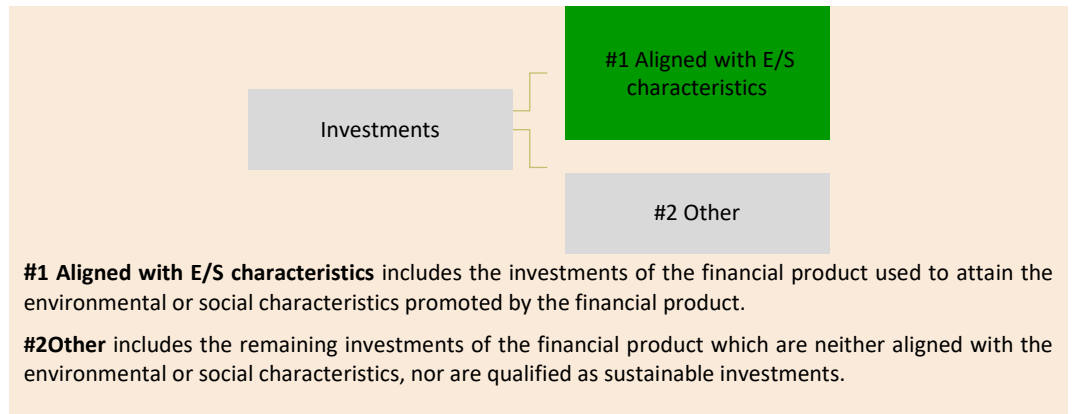 #1 Aligned with E/S
characteristics
Investments
#2 Other
#1 Aligned with E/S characteristics includes the investments of the financial product used to attain the
environmental or social characteristics promoted by the financial product.
#2Other includes the remaining investments of the financial product which are neither aligned with the
environmental or social characteristics, nor are qualified as sustainable investments.